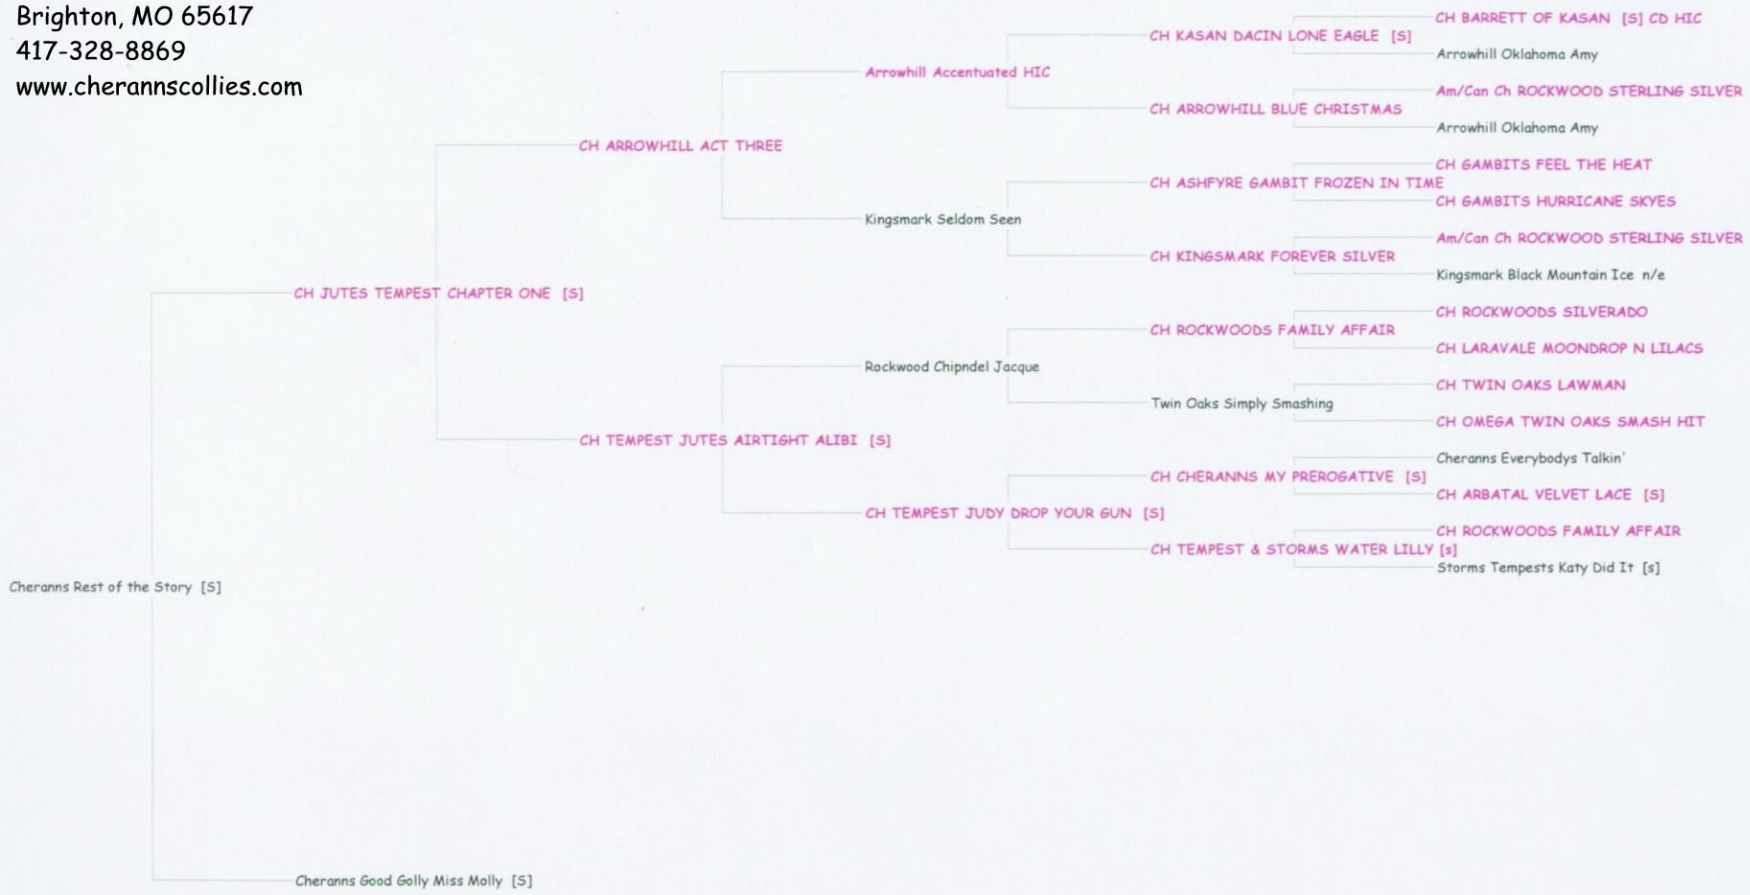 Brighton, MO 65617
417-328-8869
www.cherannscollies.com
CH BARRETT OF KASAN [S] CD HIC
CH KASAN DACIN LONE EAGLE [S]
Arrowhill Oklahoma Amy
Arrowhill Accentuated HIC
Am/Can Ch ROCKWOOD STERLING SILVER
CH ARROWHILL BLUE CHRISTMAS
Arrowhill Oklahoma Amy
CH ARROWHILL ACT THREE
CH GAMBITS FEEL THE HEAT
CH ASHFYRE GAMBIT FROZEN IN TIME
CH GAMBITS HURRICANE SKYES
Kingsmark Seldom Seen
Am/Can Ch ROCKWOOD STERLING SILVER
CH KINGSMARK FOREVER SILVER
Kingsmark Black Mountain Ice n/e
CH JUTES TEMPEST CHAPTER ONE [S]
CH ROCKWOODS SILVERADO
CH ROCKWOODS FAMILY AFFAIR
CH LARAVALE MOONDROP N LILACS
Rockwood Chipndel Jacque
CH TWIN OAKS LAWMAN
Twin Oaks Simply Smashing
CH OMEGA TWIN OAKS SMASH HIT
CH TEMPEST JUTES AIRTIGHT ALIBI [S]
Cheranns Everybodys Talkin'
CH CHERANNS MY PREROGATIVE [S]
CH ARBATAL VELVET LACE [S]
CH TEMPEST JUDY DROP YOUR GUN [S]
CH ROCKWOODS FAMILY AFFAIR
CH TEMPEST & STORMS WATER LILLY [s]
Storms Tempests Katy Did It [s]
Cheranns Rest of the Story [S]
Cheranns Good Golly Miss Molly [S]